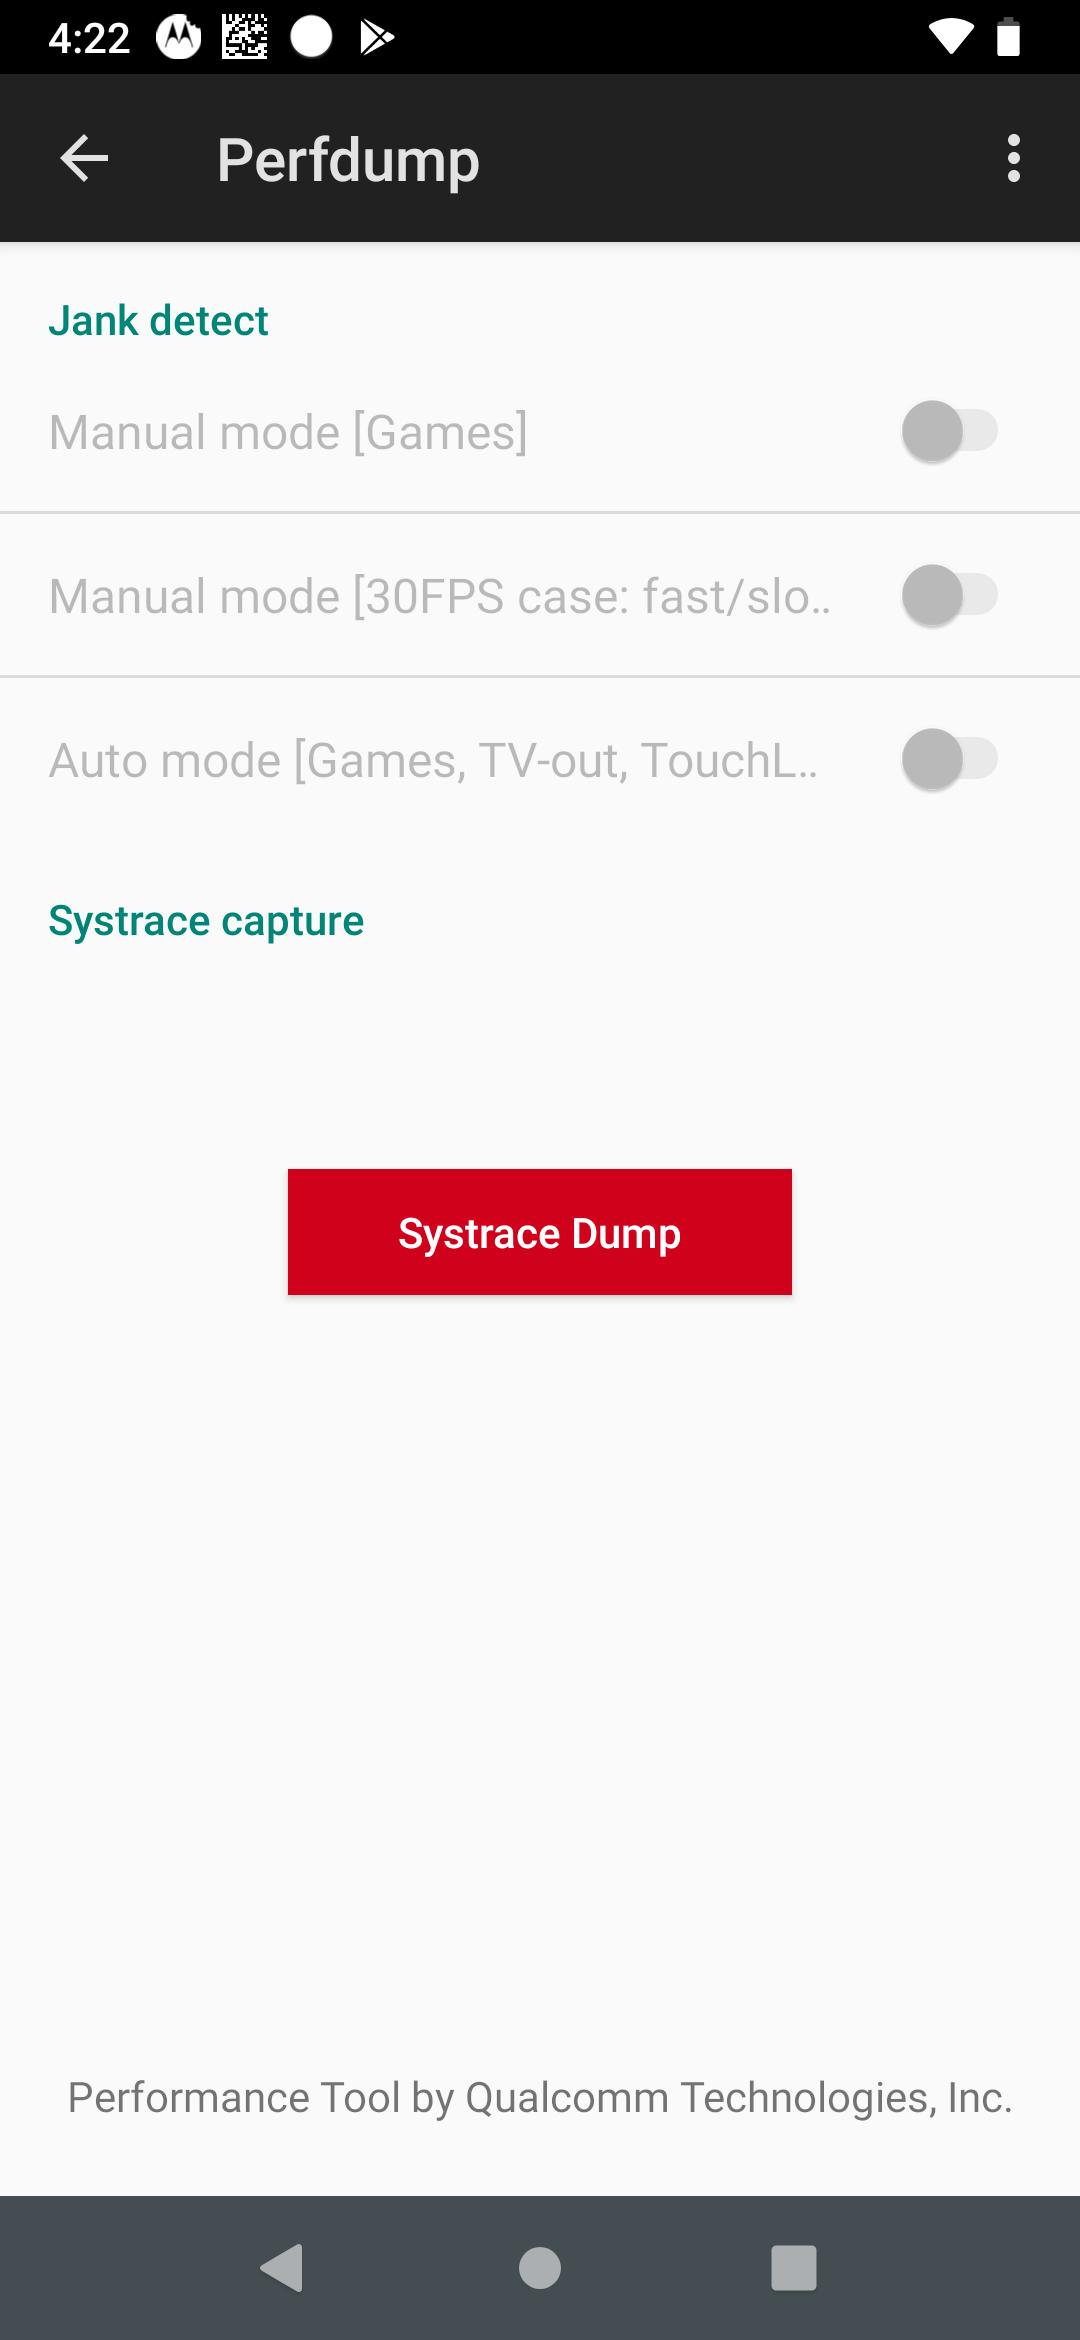 4:22
Perfdump
Jank detect
Manual mode [Games]
Manual mode [30FPS case: fast/slo..
Auto mode [Games, TV-out, TouchL..
Systrace capture
Systrace Dump
Performance Tool by Qualcomm Technologies, Inc.